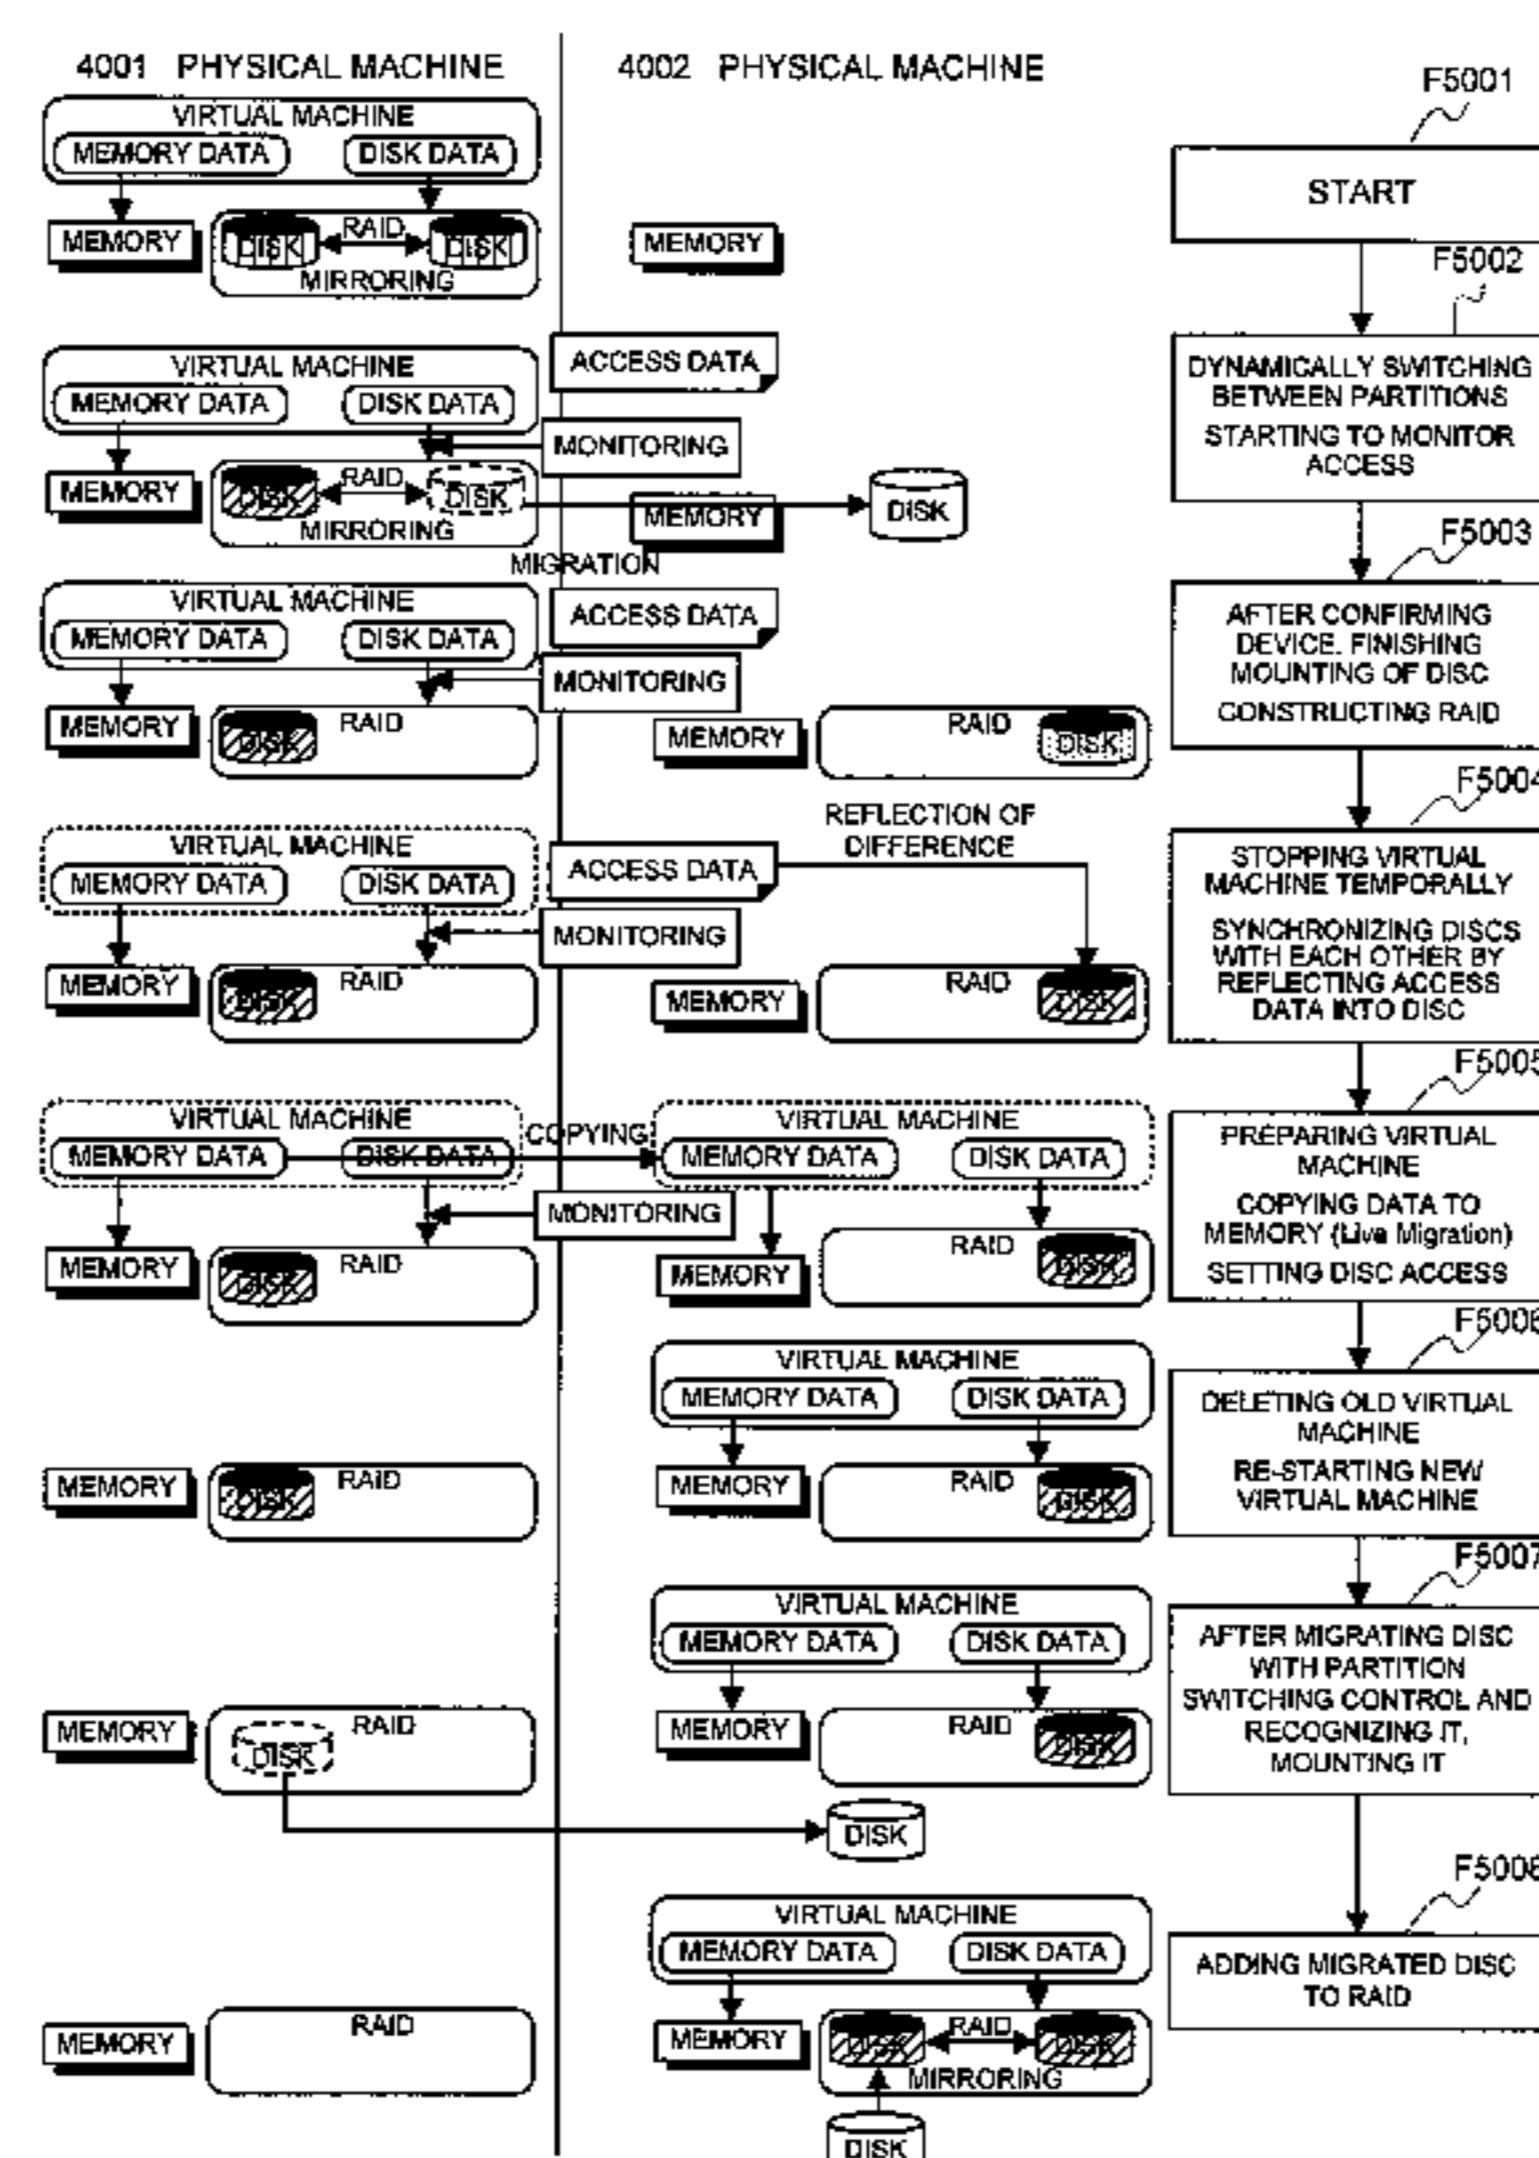 4001 PHYSICAL MACHINE
4002 PHYSICAL MACHINE
VIRTUAL MACHINE
MEMORY DATA
DISK DATA
MEMORY
DISK
RAID
DISK
MIRRORING
MEMORY
F5001
START
VIRTUAL MACHINE
MEMORY DATA
DISK DATA
ACCESS DATA
MONITORING
MEMORY
DISK
RAID
DISK
MIRRORING
MEMORY
DISK
MIGRATION
F5002
DYNAMICALLY SWITCHING
BETWEEN PARTITIONS
STARTING TO MONITOR
ACCESS
VIRTUAL MACHINE
MEMORY DATA
DISK DATA
ACCESS DATA
MONITORING
MEMORY
DISK
RAID
MEMORY
RAID
DISK
F5003
AFTER CONFIRMING
DEVICE. FINISHING
MOUNTING OF DISC
CONSTRUCTING RAID
VIRTUAL MACHINE
MEMORY DATA
DISK DATA
ACCESS DATA
REFLECTION OF
DIFFERENCE
MONITORING
MEMORY
DISK
RAID
MEMORY
RAID
DISK
F5004
STOPPING VIRTUAL
MACHINE TEMPORALLY
SYNCHRONIZING DISCS
WITH EACH OTHER BY
REFLECTING ACCESS
DATA INTO DISC
VIRTUAL MACHINE
MEMORY DATA
DISK DATA
COPYING
VIRTUAL MACHINE
MEMORY DATA
DISK DATA
MONITORING
MEMORY
DISK
RAID
MEMORY
RAID
DISK
F5005
PREPARING VIRTUAL
MACHINE
COPYING DATA TO
MEMORY (Live Migration)
SETTING DISC ACCESS
VIRTUAL MACHINE
MEMORY DATA
DISK DATA
MEMORY
DISK
RAID
MEMORY
RAID
DISK
F5006
DELETING OLD VIRTUAL
MACHINE
RE-STARTING NEW
VIRTUAL MACHINE
VIRTUAL MACHINE
MEMORY DATA
DISK DATA
MEMORY
DISK
RAID
MEMORY
RAID
DISK
DISK
F5007
AFTER MIGRATING DISC
WITH PARTITION
SWITCHING CONTROL AND
RECOGNIZING IT,
MOUNTING IT
VIRTUAL MACHINE
MEMORY DATA
DISK DATA
MEMORY
RAID
MEMORY
DISK
RAID
DISK
MIRRORING
DISK
F5008
ADDING MIGRATED DISC
TO RAID